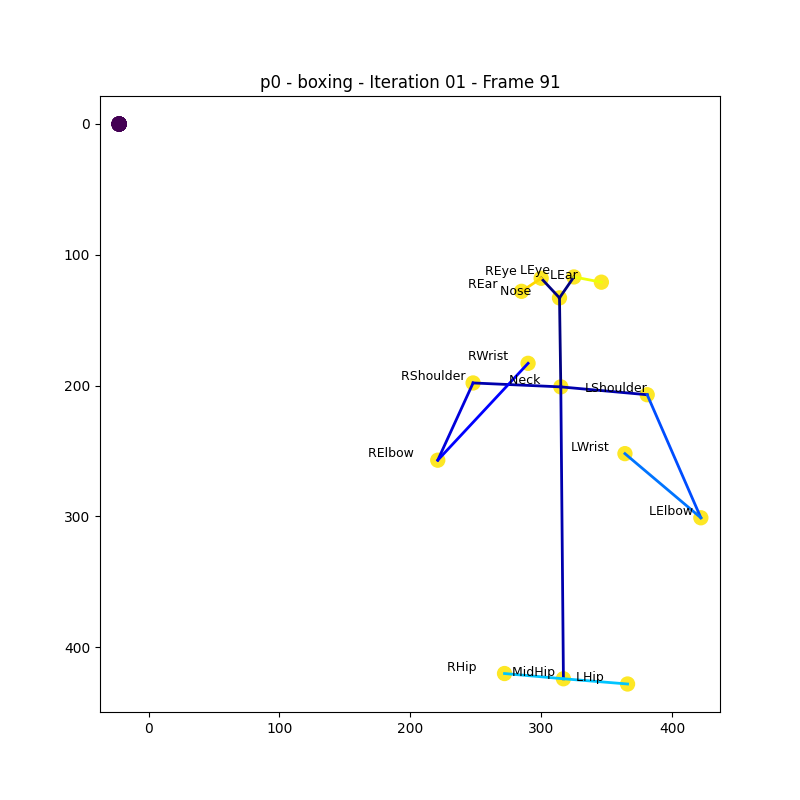 p0 - boxing - Iteration 01 - Frame 91
0
100
REye LEye LEar
REar Nose
RWrist
RShoulder Neck LShoulder
200
LWrist
RElbow
300
LElbow
RHip MidHip LHip
400
0 100 200 300 400